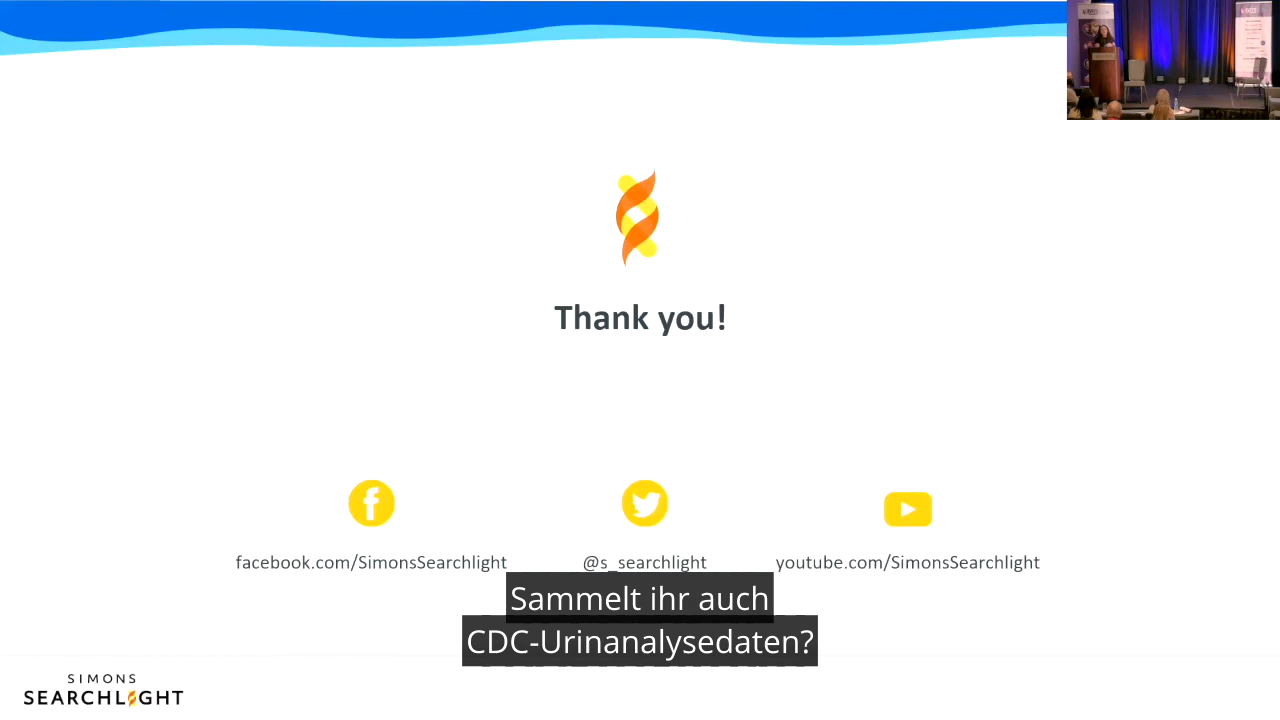 Thank you!
facebook.com/SimonsSearchlight
@s_searchlight
youtube.com/SimonsSearchlight
Sammelt ihr auch
CDC-Urinanalysedaten?
SIMONS
SEARCHLIGHT